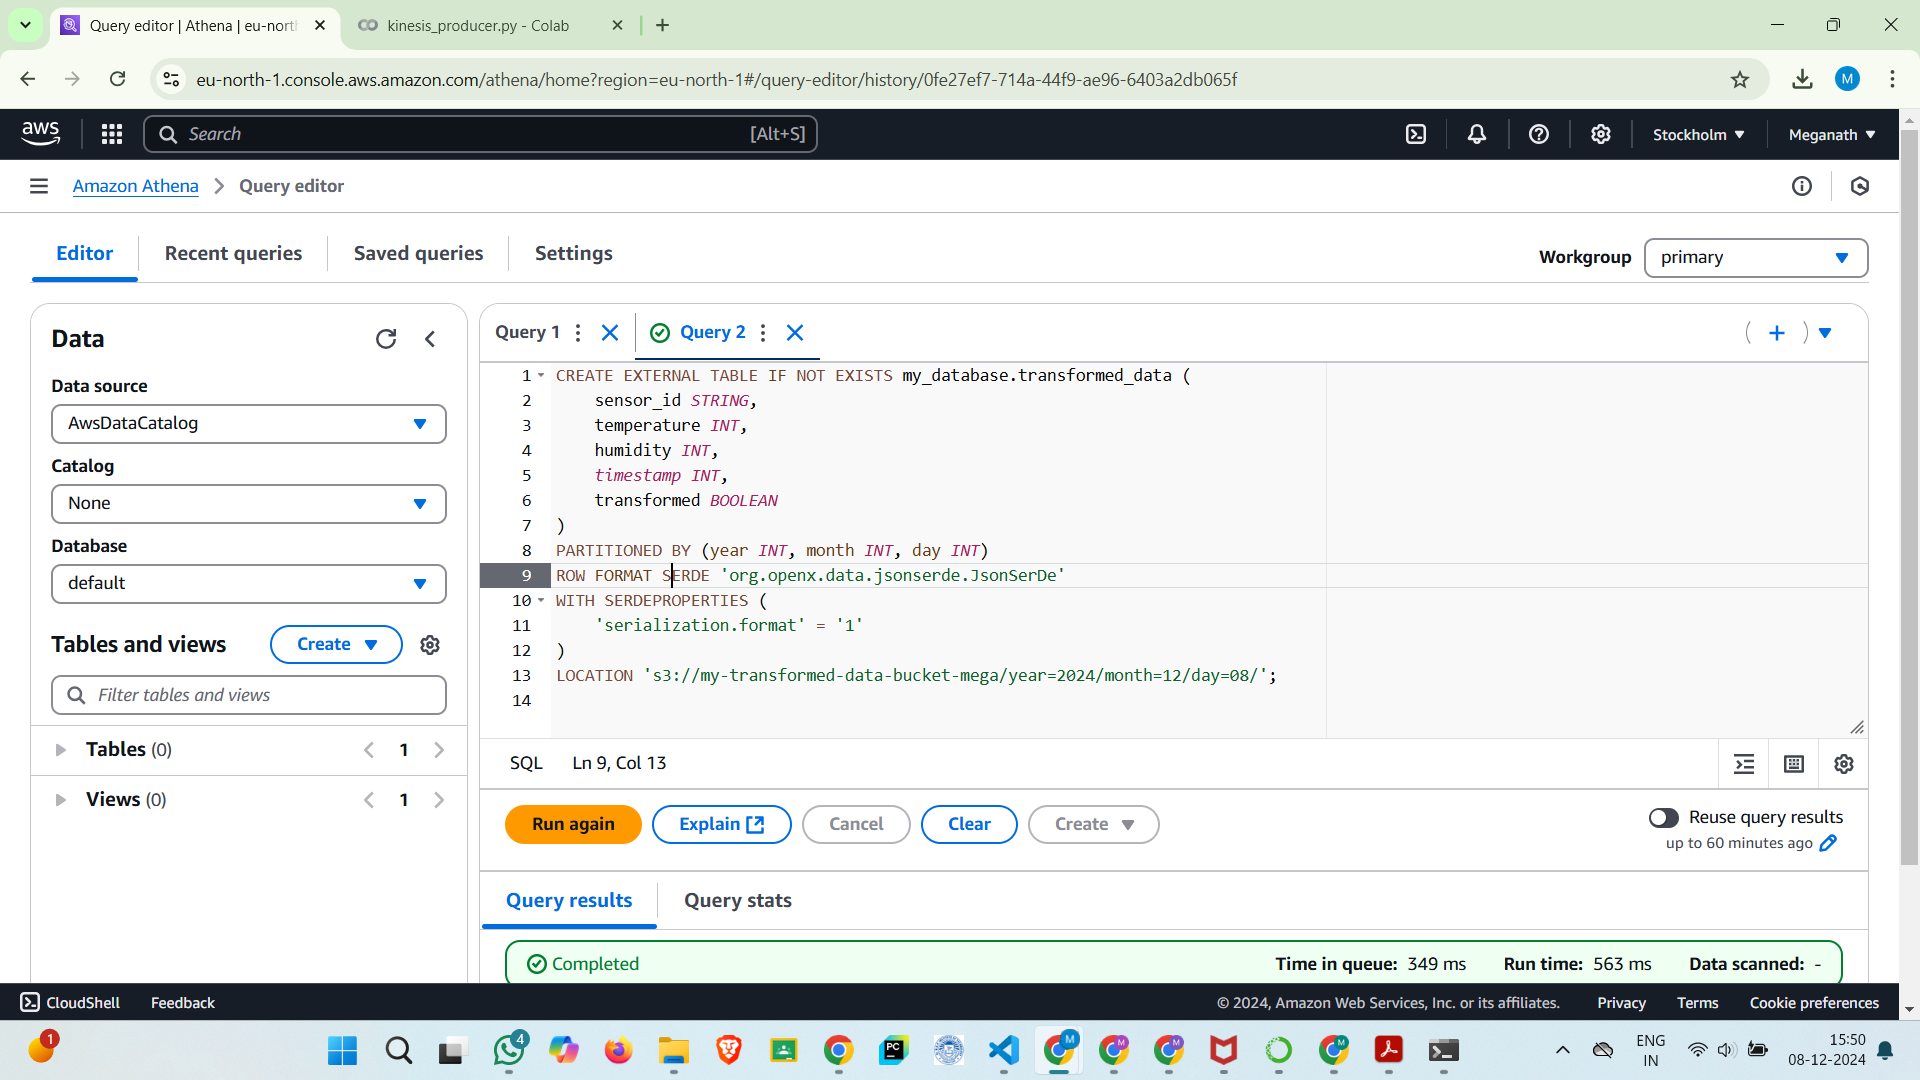 Query editor | Athena | eu-nort
kinesis_producer.py - Colab
eu-north-1.console.aws.amazon.com/athena/home?region=eu-north-1#/query-editor/history/0fe27ef7-714a-44f9-ae96-6403a2db065f
M
aws
Search
[Alt+S]
Stockholm
Meganath
Amazon Athena
Query editor
Editor
Recent queries
Saved queries
Settings
Workgroup
primary
Data
Data source
AwsDataCatalog
Catalog
None
Database
default
Tables and views
Create
Filter tables and views
Tables (0)
1
Views (0)
1
Query 1
Query 2
1 CREATE EXTERNAL TABLE IF NOT EXISTS my_database.transformed_data (
2 sensor_id STRING,
3 temperature INT,
4 humidity INT,
5 timestamp INT,
6 transformed BOOLEAN
7 )
8 PARTITIONED BY (year INT, month INT, day INT)
9 ROW FORMAT SERDE 'org.openx.data.jsonserde.JsonSerDe'
10 WITH SERDEPROPERTIES (
11 'serialization.format' = '1'
12 )
13 LOCATION 's3://my-transformed-data-bucket-mega/year=2024/month=12/day=08/';
14
SQL
Ln 9, Col 13
Run again
Explain
Cancel
Clear
Create
Reuse query results
up to 60 minutes ago
Query results
Query stats
Completed
Time in queue: 349 ms
Run time: 563 ms
Data scanned: -
CloudShell
Feedback
© 2024, Amazon Web Services, Inc. or its affiliates.
Privacy
Terms
Cookie preferences
1
4
PC
M
M
M
M
ENG
IN
15:50
08-12-2024